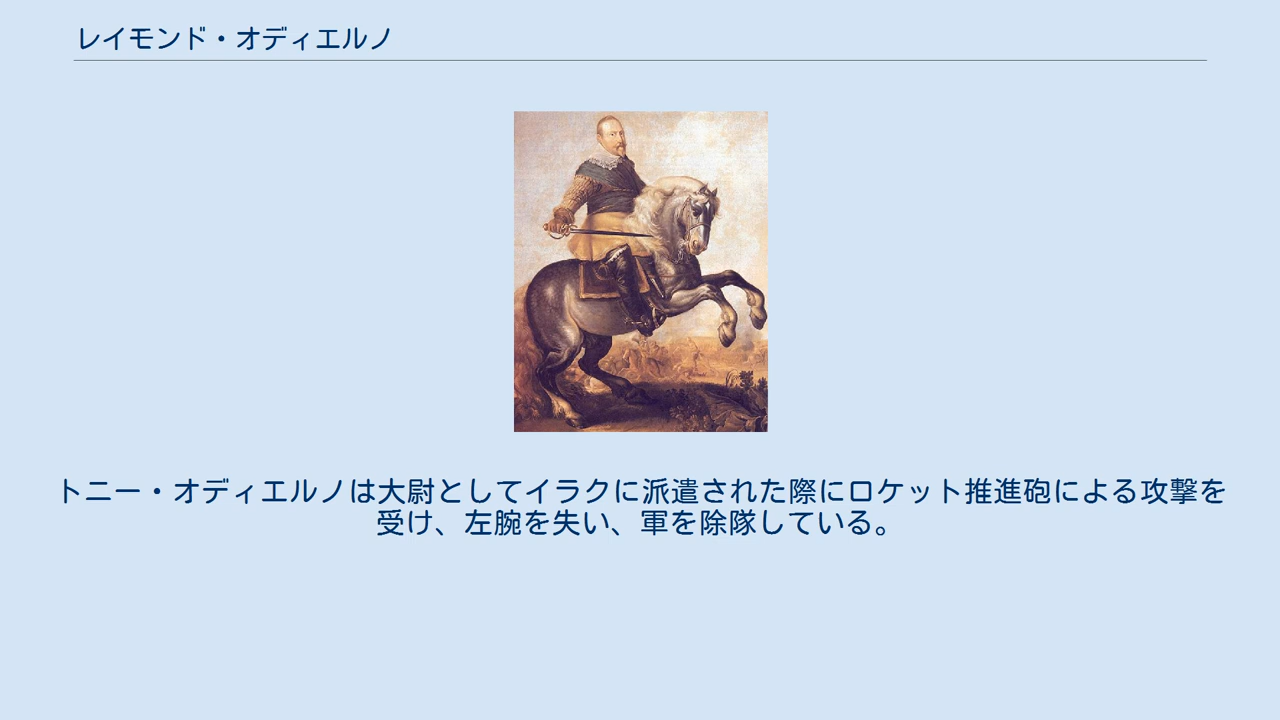 レイモンド・オディエルノ
トニー・オディエルノは大尉としてイラクに派遣された際にロケット推進砲による攻撃を
受け、左腕を失い、軍を除隊している。